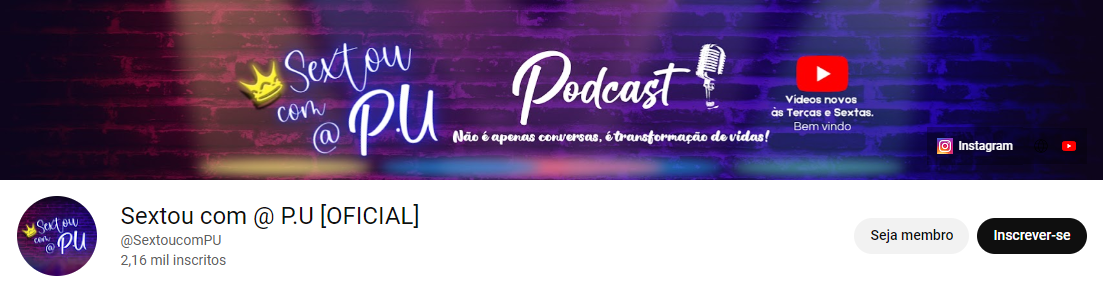 Sextou
com
@ P.U
Podcast
Não é apenas conversas, é transformação de vidas!
Videos novos
às Terças e Sextas.
Bem vindo
Instagram
Sextou
com
@ P.U
Sextou com @ P.U [OFICIAL]
@SextoucomPU
2,16 mil inscritos
Seja membro
Inscrever-se